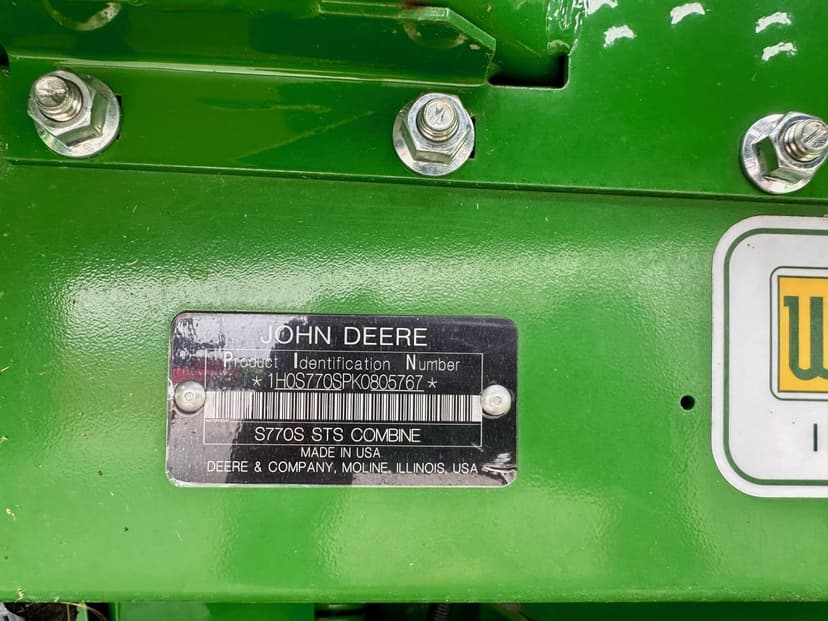 JOHN DEERE
Product Identification Number
*1H0S770SPK0805767*
S770S STS COMBINE
MADE IN USA
DEERE & COMPANY, MOLINE, ILLINOIS, USA